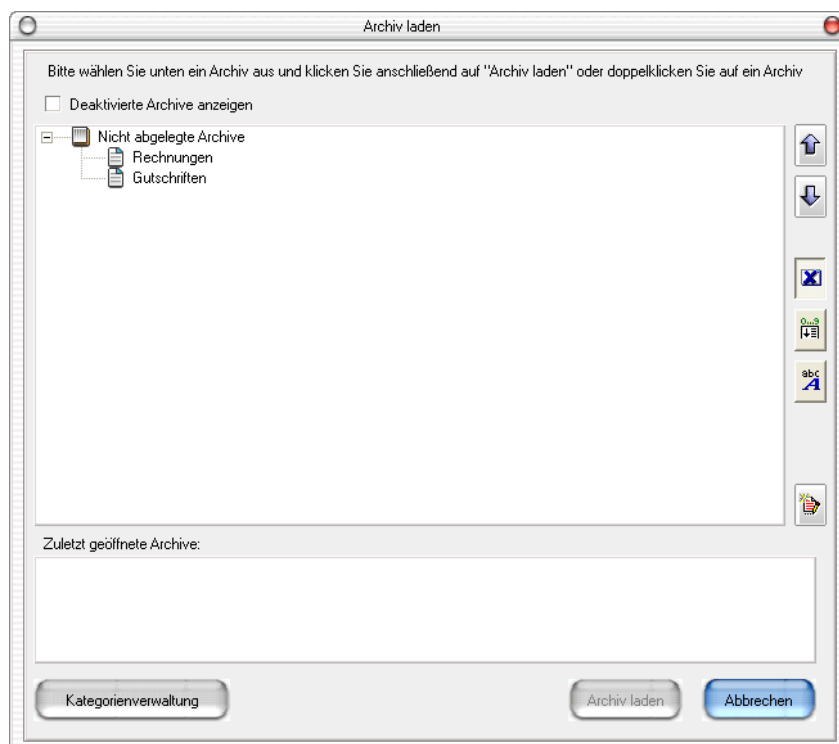 Archiv laden
Bitte wählen Sie unten ein Archiv aus und klicken Sie anschließend auf "Archiv laden" oder doppelklicken Sie auf ein Archiv
Deaktivierte Archive anzeigen
Nicht abgelegte Archive
Rechnungen
Gutschriften
0...9
abc
A
Zuletzt geöffnete Archive:
Kategorienverwaltung
Archiv laden
Abbrechen